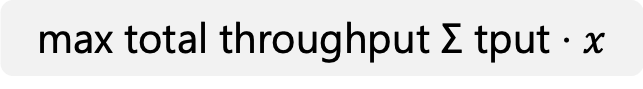 max total throughput Σ tput · x